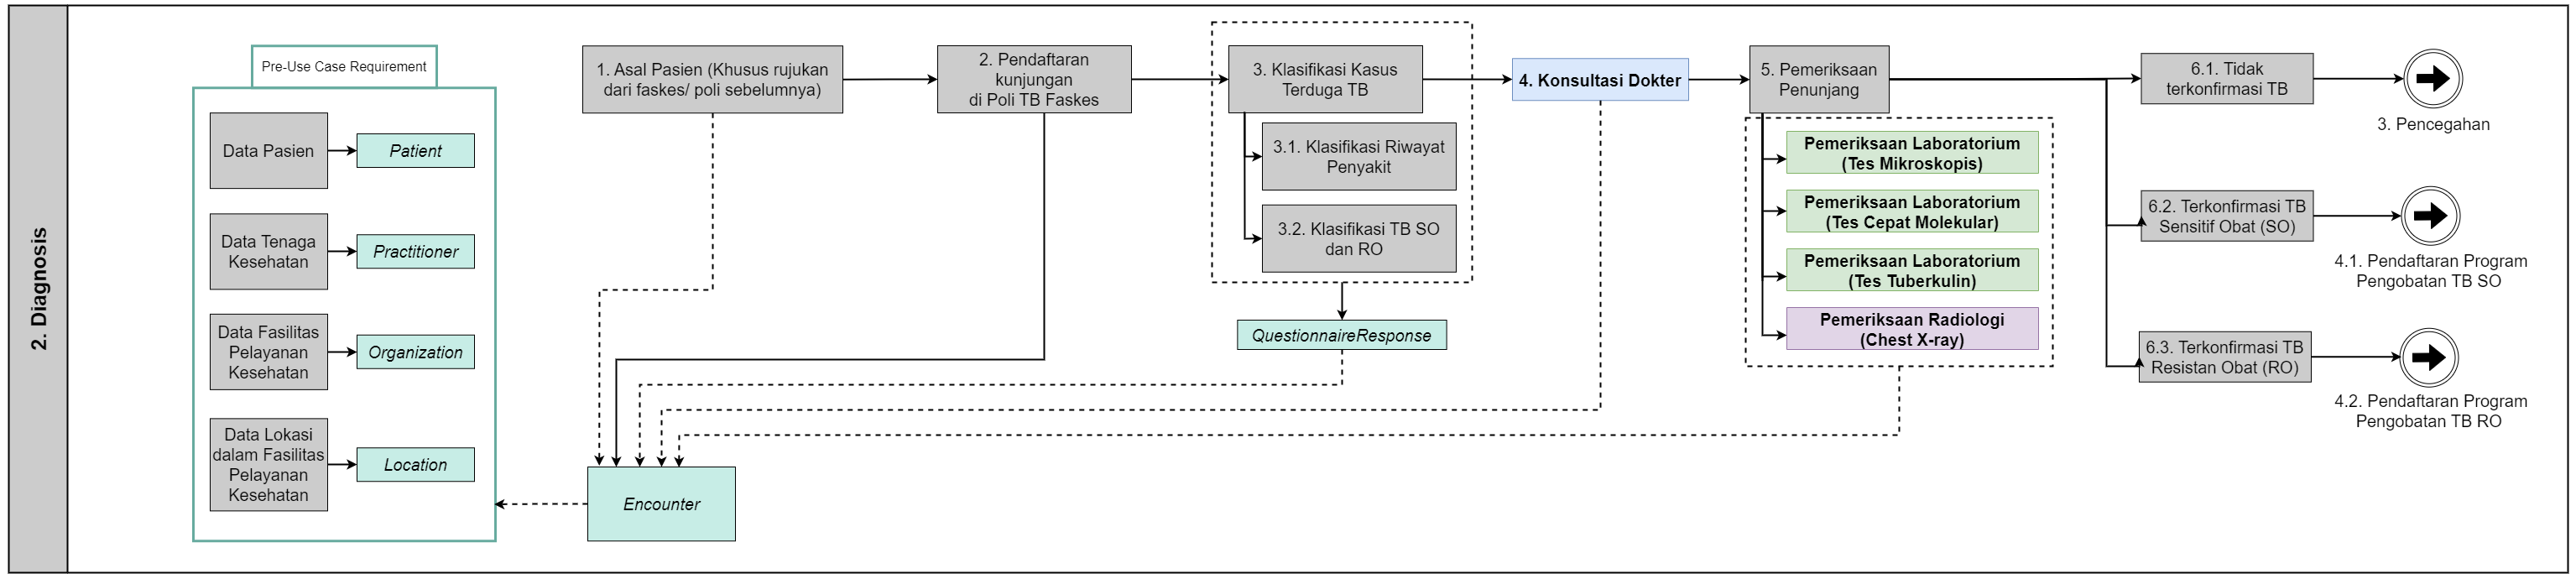 2. Diagnosis
Pre-Use Case Requirement
Data Pasien
Patient
Data Tenaga
Kesehatan
Practitioner
Data Fasilitas
Pelayanan
Kesehatan
Organization
Data Lokasi
dalam Fasilitas
Pelayanan
Kesehatan
Location
1. Asal Pasien (Khusus rujukan
dari faskes/ poli sebelumnya)
2. Pendaftaran
kunjungan
di Poli TB Faskes
3. Klasifikasi Kasus
Terduga TB
3.1. Klasifikasi Riwayat
Penyakit
3.2. Klasifikasi TB SO
dan RO
QuestionnaireResponse
Encounter
4. Konsultasi Dokter
5. Pemeriksaan
Penunjang
Pemeriksaan Laboratorium
(Tes Mikroskopis)
Pemeriksaan Laboratorium
(Tes Cepat Molekular)
Pemeriksaan Laboratorium
(Tes Tuberkulin)
Pemeriksaan Radiologi
(Chest X-ray)
6.1. Tidak
terkonfirmasi TB
3. Pencegahan
6.2. Terkonfirmasi TB
Sensitif Obat (SO)
4.1. Pendaftaran Program
Pengobatan TB SO
6.3. Terkonfirmasi TB
Resistan Obat (RO)
4.2. Pendaftaran Program
Pengobatan TB RO